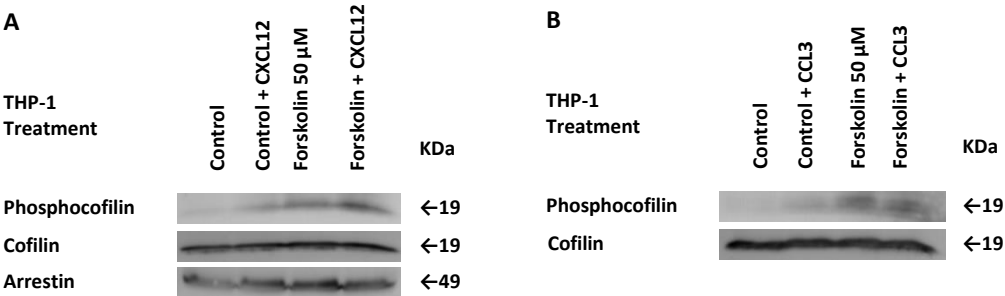 A
THP-1
Treatment
Control
Control + CXCL12
Forskolin 50 µM
Forskolin + CXCL12
KDa
Phosphocofilin
←19
Cofilin
←19
Arrestin
←49
B
THP-1
Treatment
Control
Control + CCL3
Forskolin 50 µM
Forskolin + CCL3
KDa
Phosphocofilin
←19
Cofilin
←19